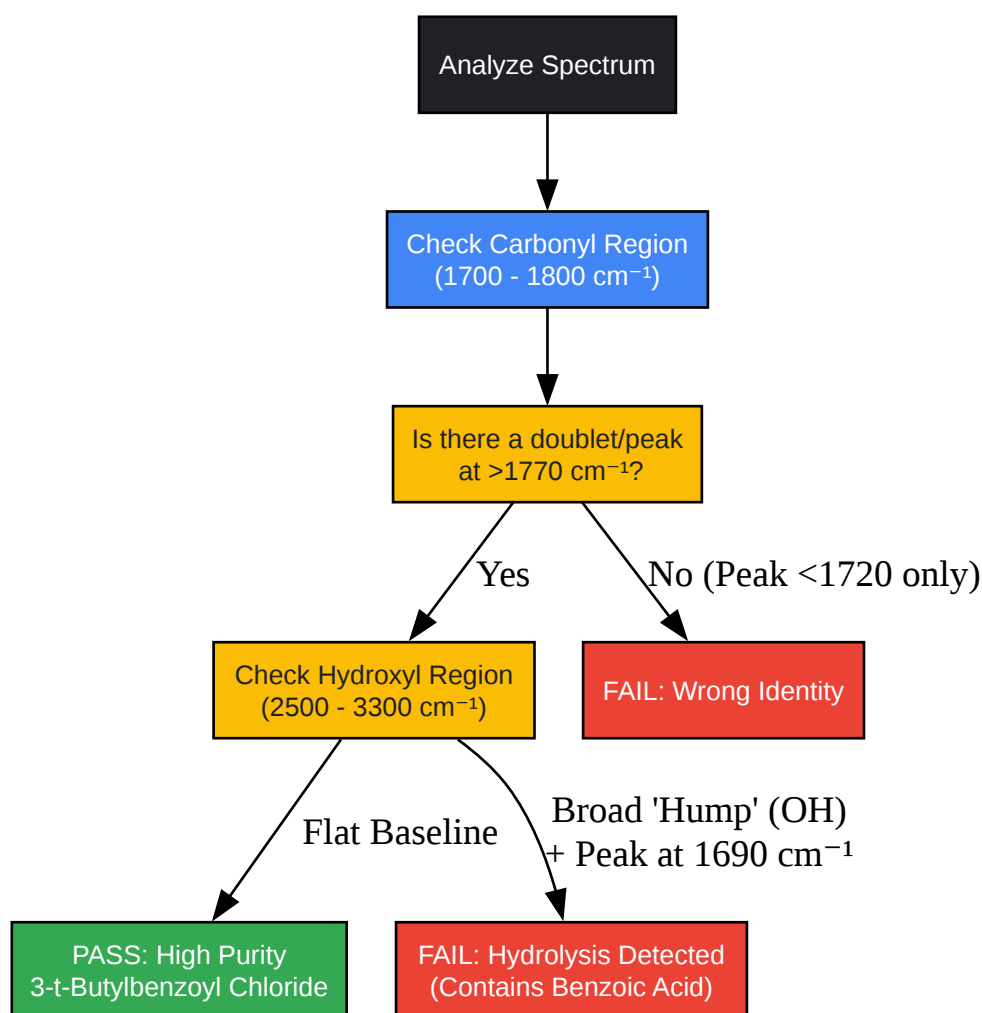 Analyze Spectrum
Check Carbonyl Region
(1700 - 1800 cm⁻¹)
Is there a doublet/peak
at >1770 cm⁻¹?
Yes
No (Peak <1720 only)
Check Hydroxyl Region
(2500 - 3300 cm⁻¹)
FAIL: Wrong Identity
Flat Baseline
Broad 'Hump' (OH)
+ Peak at 1690 cm⁻¹
PASS: High Purity
3-t-Butylbenzoyl Chloride
FAIL: Hydrolysis Detected
(Contains Benzoic Acid)